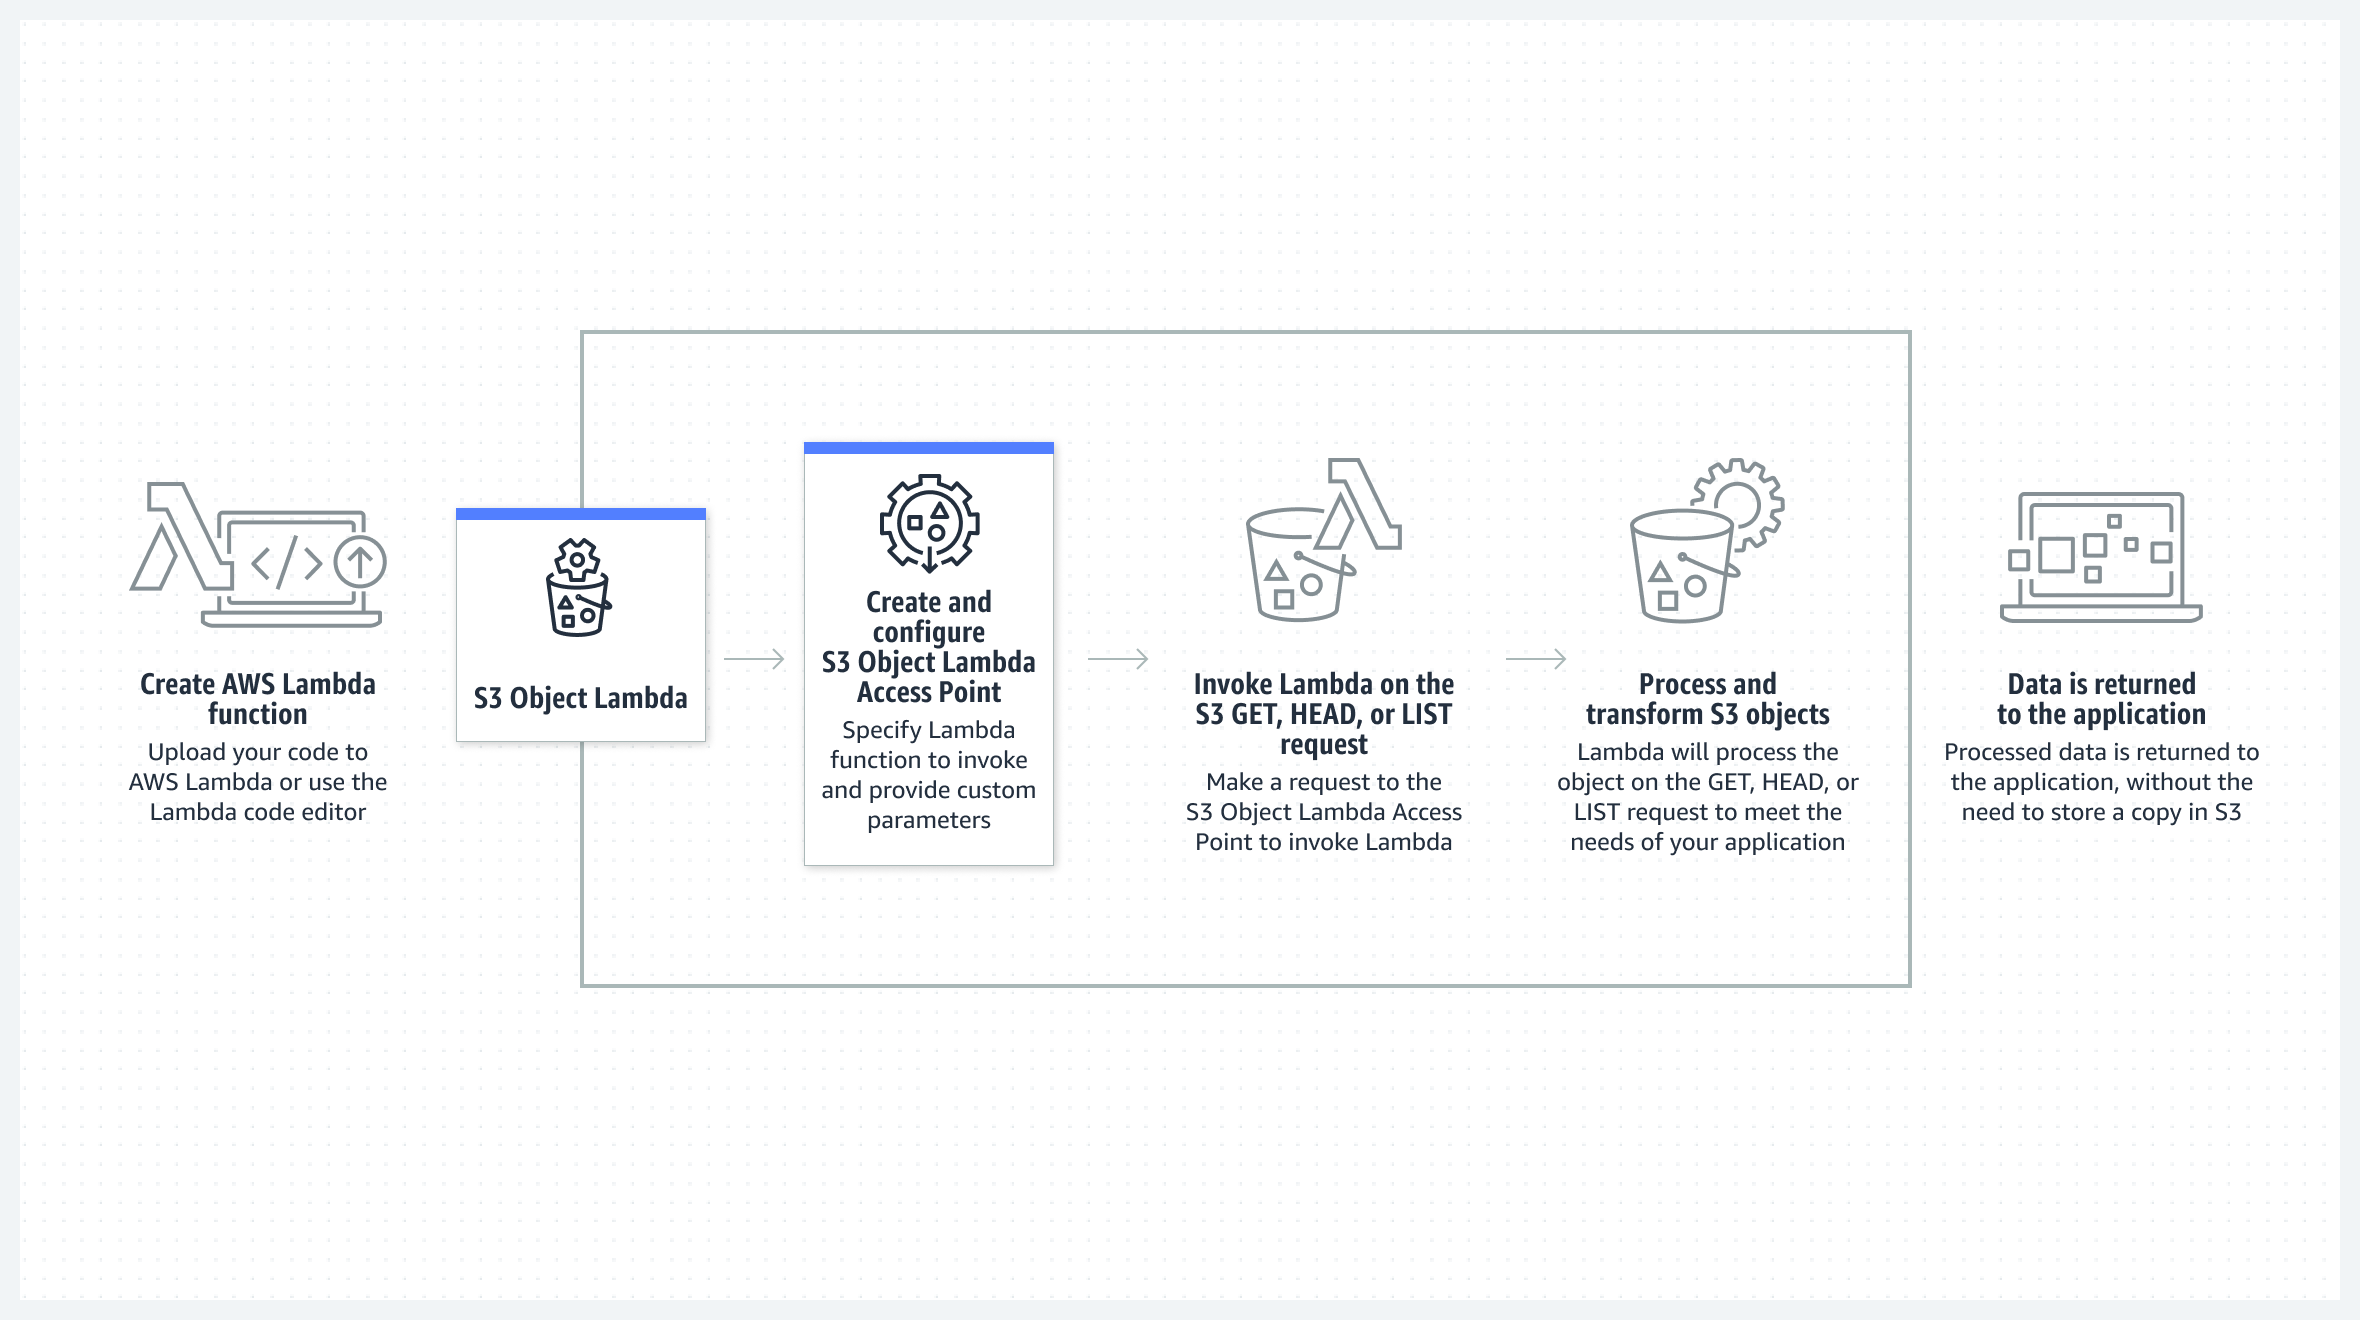 Create AWS Lambda
function
Upload your code to
AWS Lambda or use the
Lambda code editor
S3 Object Lambda
Create and
configure
S3 Object Lambda
Access Point
Specify Lambda
function to invoke
and provide custom
parameters
Invoke Lambda on the
S3 GET, HEAD, or LIST
request
Make a request to the
S3 Object Lambda Access
Point to invoke Lambda
Process and
transform S3 objects
Lambda will process the
object on the GET, HEAD, or
LIST request to meet the
needs of your application
Data is returned
to the application
Processed data is returned to
the application, without the
need to store a copy in S3